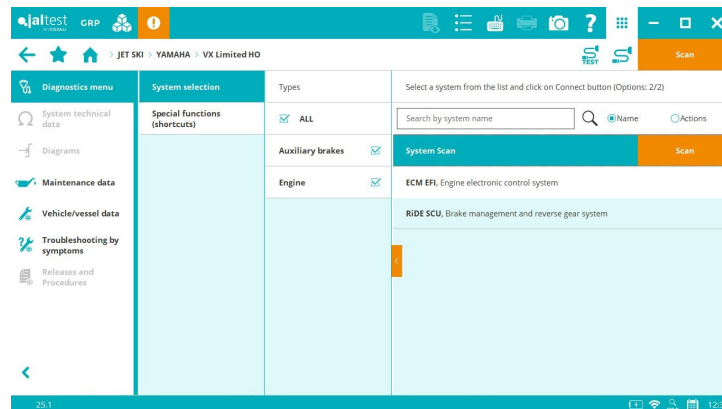 jaltest GRP
BY COJALI
TEST
JET SKI > YAMAHA > VX Limited HO
Scan
Diagnostics menu
System technical
data
Diagrams
Maintenance data
Vehicle/vessel data
Troubleshooting by
symptoms
Releases and
Procedures
System selection
Special functions
(shortcuts)
Types
ALL
Auxiliary brakes
Engine
Select a system from the list and click on Connect button (Options: 2/2)
Search by system name
Name
Actions
System Scan
Scan
ECM EFI, Engine electronic control system
RiDE SCU, Brake management and reverse gear system
25.1